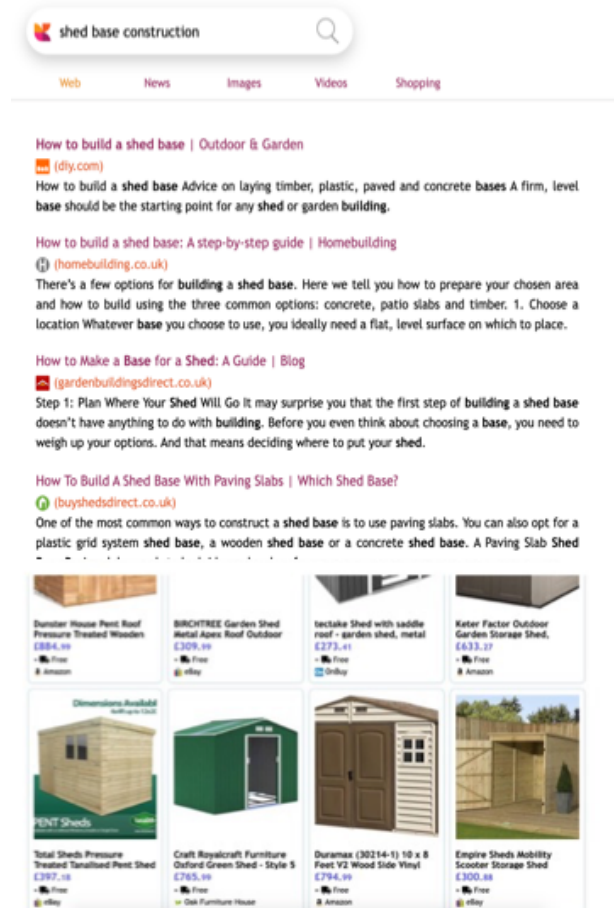 shed base construction
Web News Images Videos Shopping
How to build a shed base | Outdoor & Garden
(diy.com)
How to build a shed base Advice on laying timber, plastic, paved and concrete bases A firm, level
base should be the starting point for any shed or garden building.
How to build a shed base: A step-by-step guide | Homebuilding
(homebuilding.co.uk)
There's a few options for building a shed base. Here we tell you how to prepare your chosen area
and how to build using the three common options: concrete, patio slabs and timber. 1. Choose a
location Whatever base you choose to use, you ideally need a flat, level surface on which to place.
How to Make a Base for a Shed: A Guide | Blog
(gardenbuildingsdirect.co.uk)
Step 1: Plan Where Your Shed Will Go It may surprise you that the first step of building a shed base
doesn't have anything to do with building. Before you even think about choosing a base, you need to
weigh up your options. And that means deciding where to put your shed.
How To Build A Shed Base With Paving Slabs | Which Shed Base?
(buyshedsdirect.co.uk)
One of the most common ways to construct a shed base is to use paving slabs. You can also opt for a
plastic grid system shed base, a wooden shed base or a concrete shed base. A Paving Slab Shed
Dunster House Pent Roof
Pressure Treated Wooden
£884.99
- Free
Amazon
BIRCHTREE Garden Shed
Metal Apex Roof Outdoor
£309.99
- Free
eBay
tectake Shed with saddle
roof - garden shed, metal
£273.41
- Free
OnBuy
Keter Factor Outdoor
Garden Storage Shed,
£633.27
- Free
Amazon
Dimensions Availabl
PENT Sheds
Total Sheds Pressure
Treated Tanalised Pent Shed
£397.18
- Free
eBay
Craft Royalcraft Furniture
Oxford Green Shed - Style 5
£765.99
- Free
Oak Furniture House
Duramax (30214-1) 10 x 8
Feet V2 Wood Side Vinyl
£794.99
- Free
Amazon
Empire Sheds Mobility
Scooter Storage Shed
£300.88
- Free
eBay